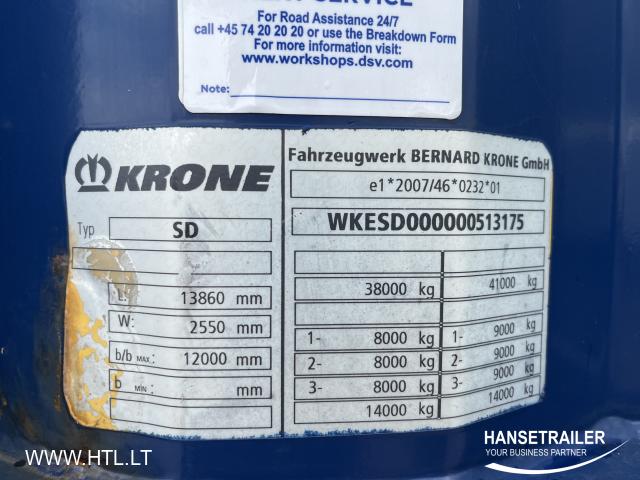 For Road Assistance 24/7
call +45 74 20 20 20 or use the Breakdown Form
For more information visit:
www.workshops.dsv.com
Note:
KRONE
Typ SD
L: 13860 mm
W: 2550 mm
b/b MAX: 12000 mm
b MIN: mm
Fahrzeugwerk BERNARD KRONE GmbH
e1*2007/46*0232*01
WKESD000000513175
38000 kg 41000 kg
1- 8000 kg 1- 9000 kg
2- 8000 kg 2- 9000 kg
3- 8000 kg 3- 9000 kg
14000 kg 14000 kg
WWW.HTL.LT
HANSETRAILER
YOUR BUSINESS PARTNER